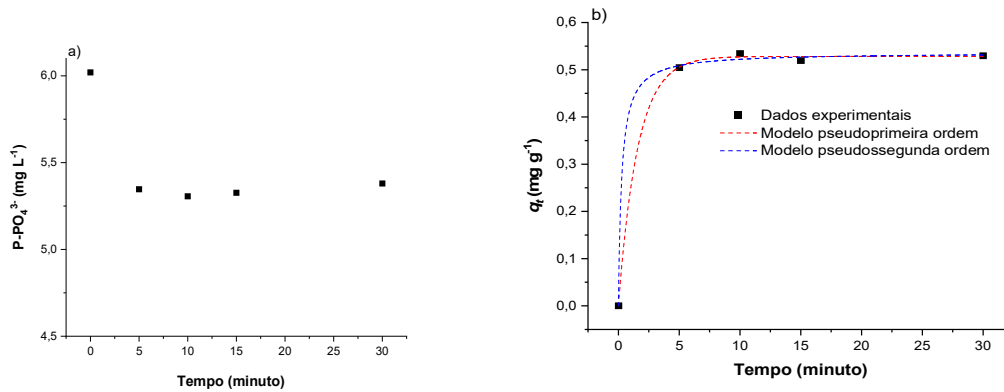 a)
6,0
5,5
5,0
4,5
P-PO₄³⁻ (mg L⁻¹)
0 5 10 15 20 25 30
Tempo (minuto)
b)
0,6
0,5
0,4
0,3
0,2
0,1
0,0
qₜ (mg g⁻¹)
Dados experimentais
Modelo pseudoprimeira ordem
Modelo pseudossegunda ordem
0 5 10 15 20 25 30
Tempo (minuto)